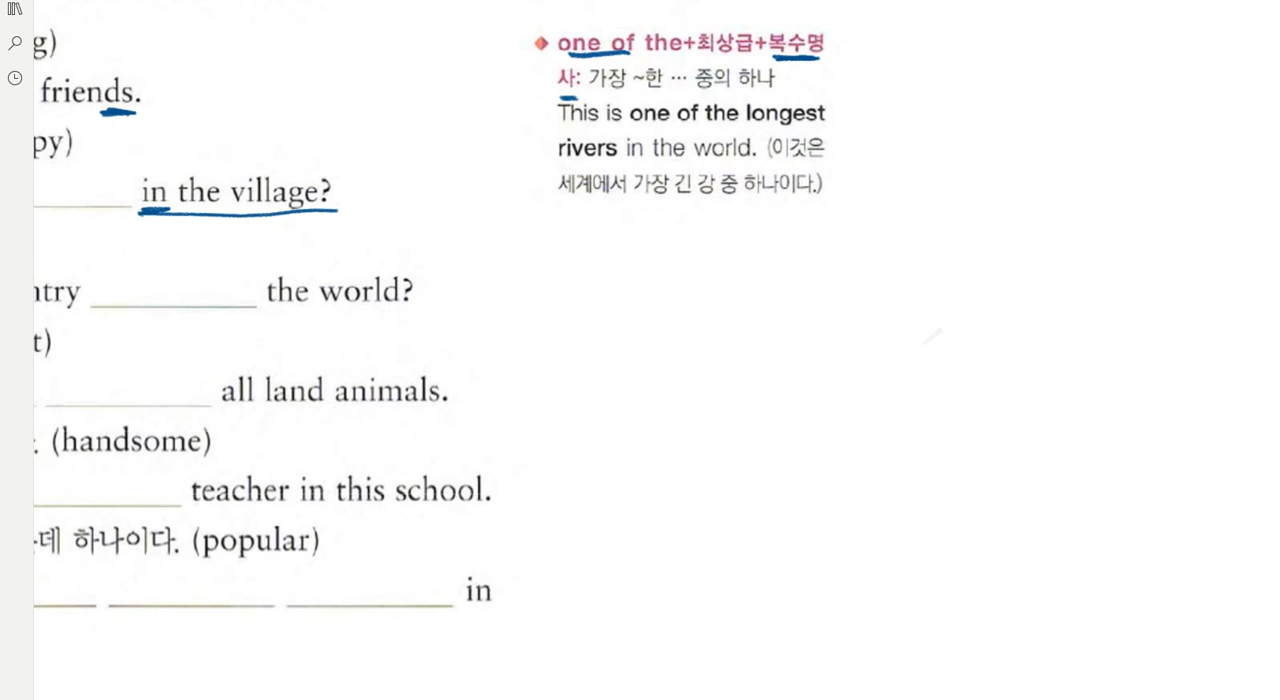 g)
friends.
py)
in the village?
ntry the world?
t)
all land animals.
. (handsome)
teacher in this school.
데 하나이다. (popular)
in
one of the+최상급+복수명
사: 가장 ~한 … 중의 하나
This is one of the longest
rivers in the world. (이것은
세계에서 가장 긴 강 중 하나이다.)